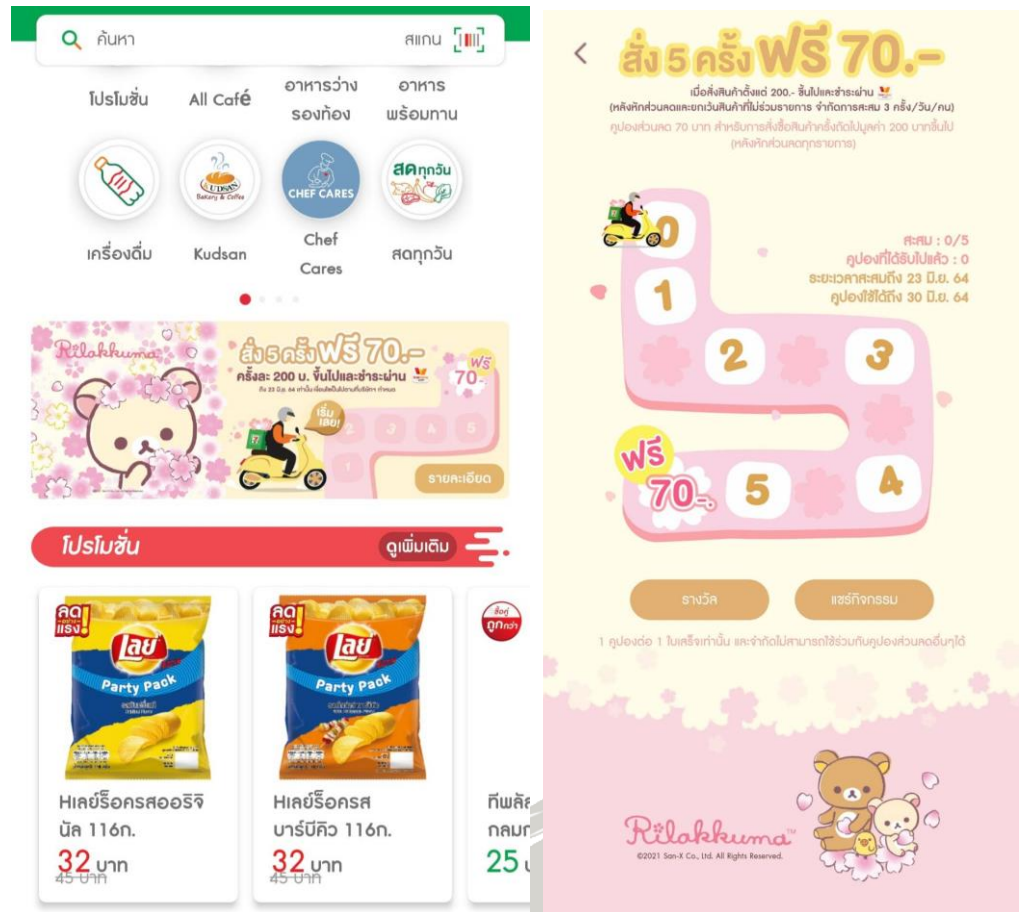 ค้นหา
สแกน
โปรโมชั่น
All Café
อาหารว่าง
รองท้อง
อาหาร
พร้อมทาน
KUDSAN
Bakery & Coffee
CHEF CARES
สดทุกวัน
เครื่องดื่ม
Kudsan
Chef
Cares
สดทุกวัน
Rilakkuma
สั่ง 5 ครั้ง ฟรี 70.-
ครั้งละ 200 บ. ขึ้นไปและชำระผ่าน
เริ่ม
เลย!
1
2 3 4 5
ฟรี
70.-
รายละเอียด
โปรโมชั่น
ดูเพิ่มเติม
ลด
แรง!
เลย์
Party Pack
Hเลย์ร็อครสออริจิ
นัล 116ก.
32 บาท
45 บาท
ลด
แรง!
เลย์
Party Pack
Hเลย์ร็อครส
บาร์บีคิว 116ก.
32 บาท
45 บาท
ซื้อคู่
ถูกกว่า
ทีพลัส
กลมก
25 บ
สั่ง 5 ครั้ง ฟรี 70.-
เมื่อสั่งสินค้าตั้งแต่ 200.- ขึ้นไปและชำระผ่าน
(หลังหักส่วนลดและยกเว้นสินค้าที่ไม่ร่วมรายการ จำกัดการสะสม 3 ครั้ง/วัน/คน)
คูปองส่วนลด 70 บาท สำหรับการสั่งซื้อสินค้าครั้งถัดไปมูลค่า 200 บาทขึ้นไป
(หลังหักส่วนลดทุกรายการ)
0
สะสม : 0/5
คูปองที่ได้รับไปแล้ว : 0
ระยะเวลาสะสมถึง 23 มิ.ย. 64
คูปองใช้ได้ถึง 30 มิ.ย. 64
1
2
3
ฟรี
70.-
5
4
รางวัล
แชร์กิจกรรม
1 คูปองต่อ 1 ใบเสร็จเท่านั้น และจำกัดไม่สามารถใช้ร่วมกับคูปองส่วนลดอื่นๆได้
Rilakkuma™
©2021 San-X Co., Ltd. All Rights Reserved.